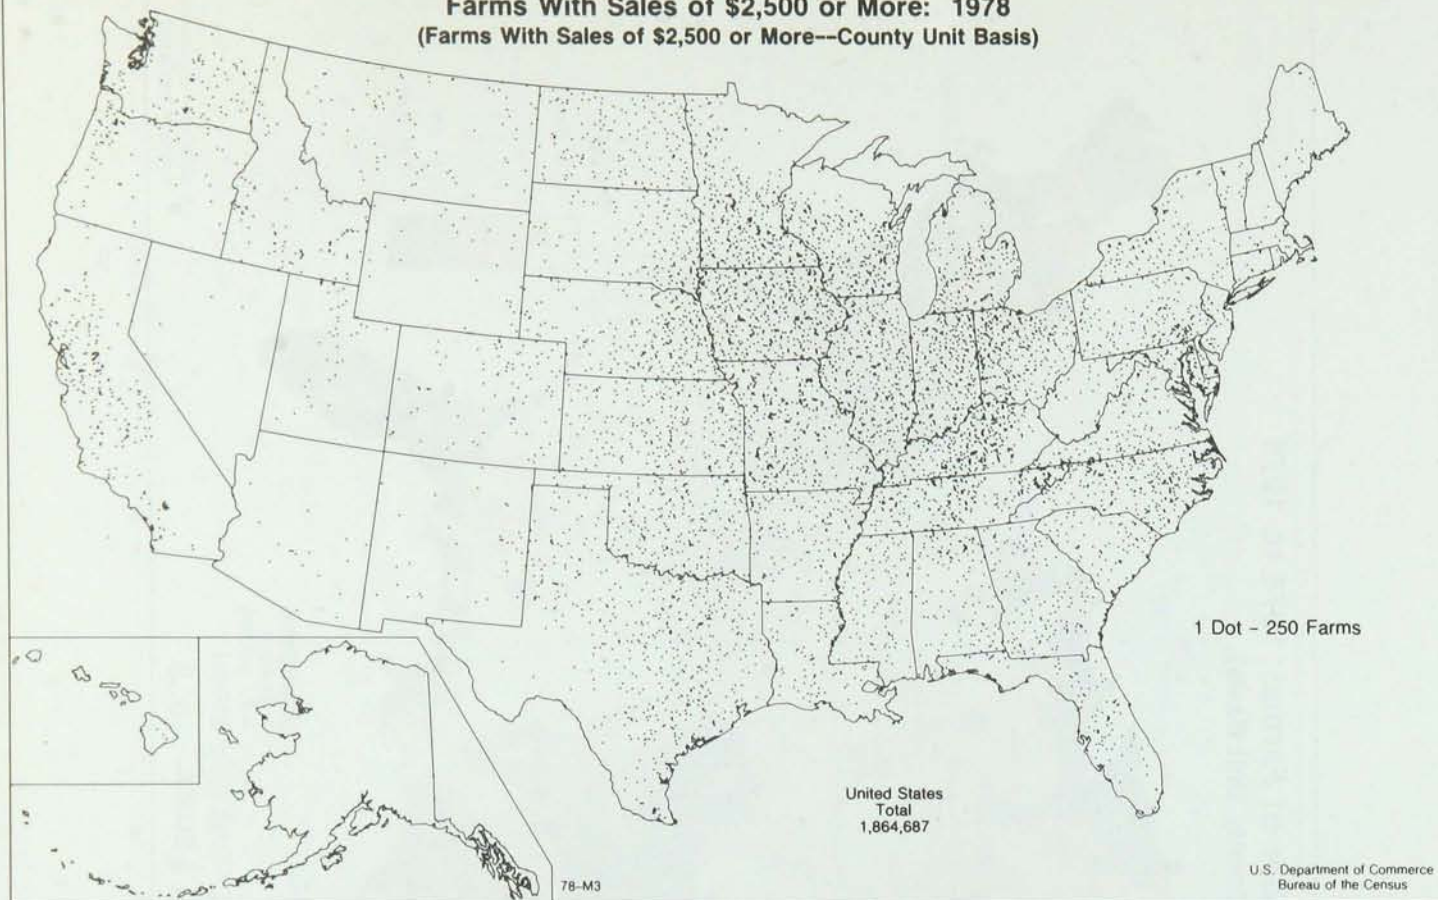 Farms With Sales of $2,500 or More: 1978
(Farms With Sales of $2,500 or More--County Unit Basis)
1 Dot - 250 Farms
United States
Total
1,864,687
78-M3
U.S. Department of Commerce
Bureau of the Census